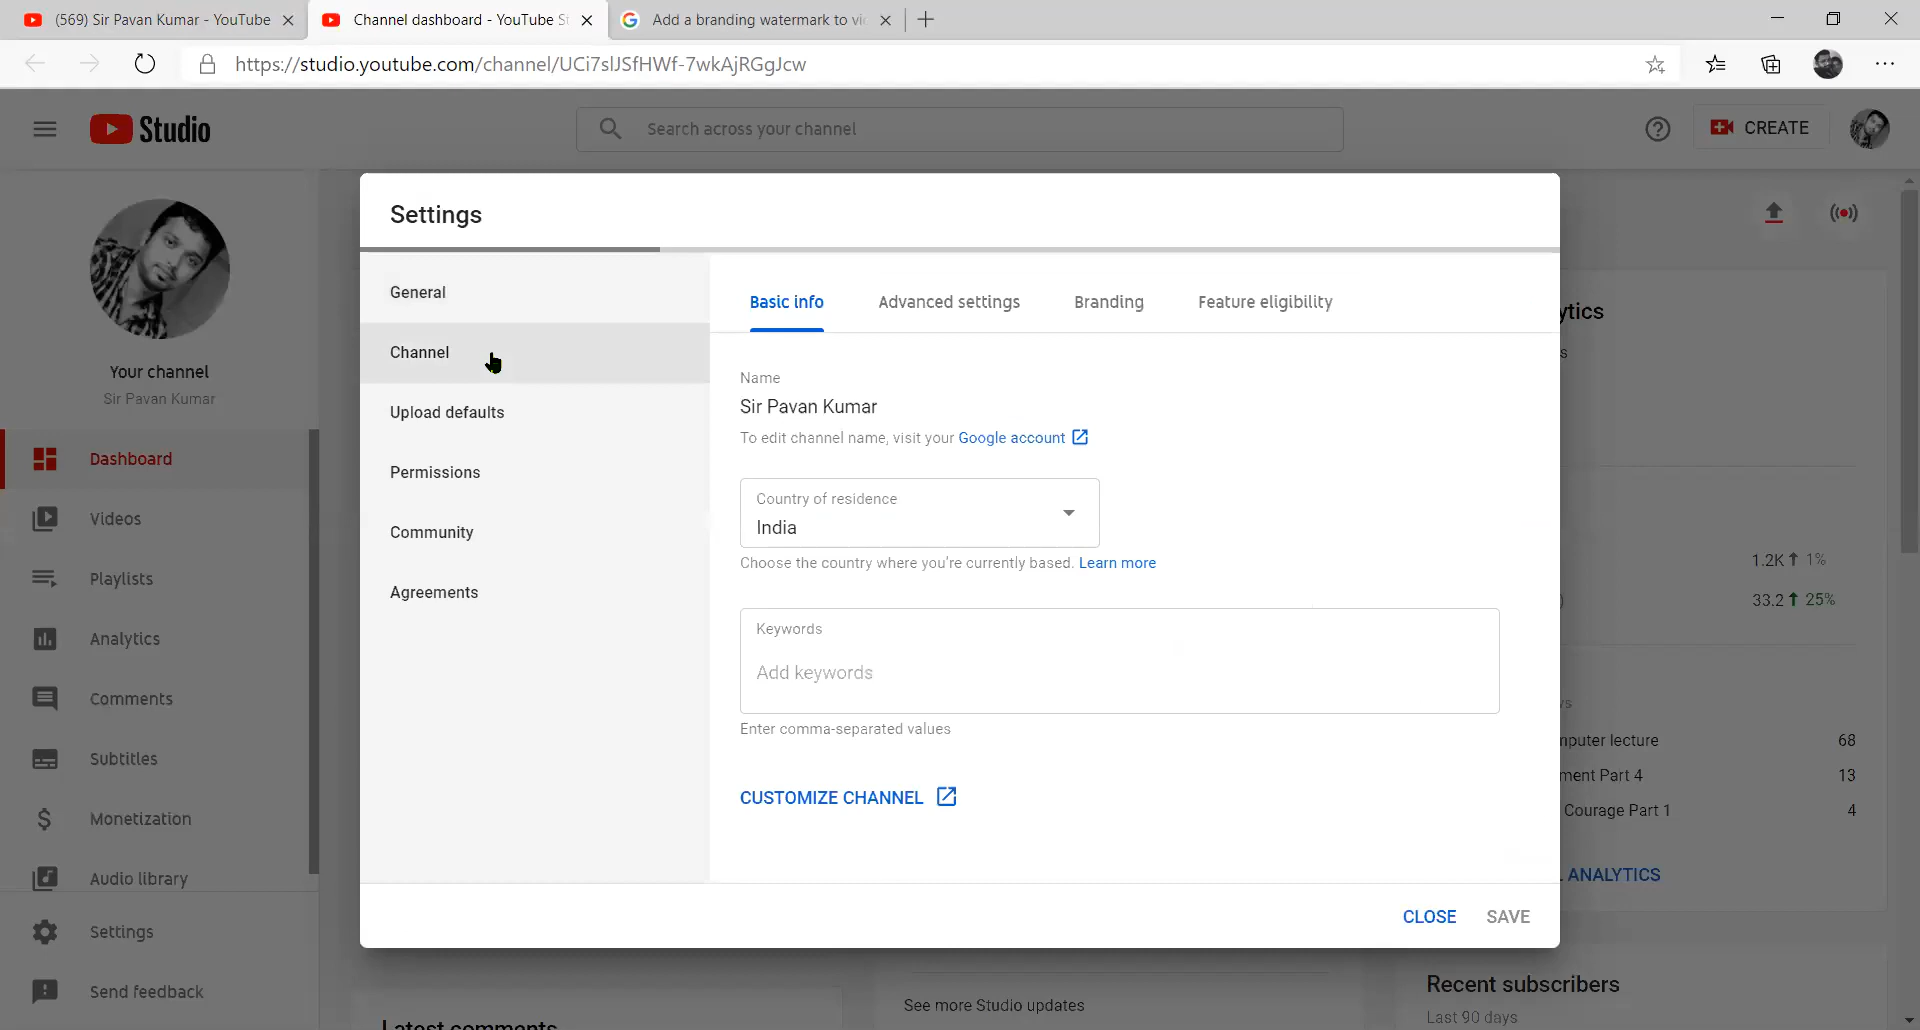 (569) Sir Pavan Kumar - YouTube
Channel dashboard - YouTube St
Add a branding watermark to vi
https://studio.youtube.com/channel/UCi7slJSfHWf-7wkAjRGgJcw
Studio
Search across your channel
CREATE
Your channel
Sir Pavan Kumar
Dashboard
Videos
Playlists
Analytics
Comments
Subtitles
Monetization
Audio library
Settings
Send feedback
Settings
General
Channel
Upload defaults
Permissions
Community
Agreements
Basic info
Advanced settings
Branding
Feature eligibility
Name
Sir Pavan Kumar
To edit channel name, visit your Google account
Country of residence
India
Choose the country where you're currently based. Learn more
Keywords
Add keywords
Enter comma-separated values
CUSTOMIZE CHANNEL
CLOSE
SAVE
ytics
s
1.2K 1%
33.2 25%
nputer lecture 68
ment Part 4 13
Courage Part 1 4
ANALYTICS
Recent subscribers
Last 90 days
See more Studio updates
Latest comments